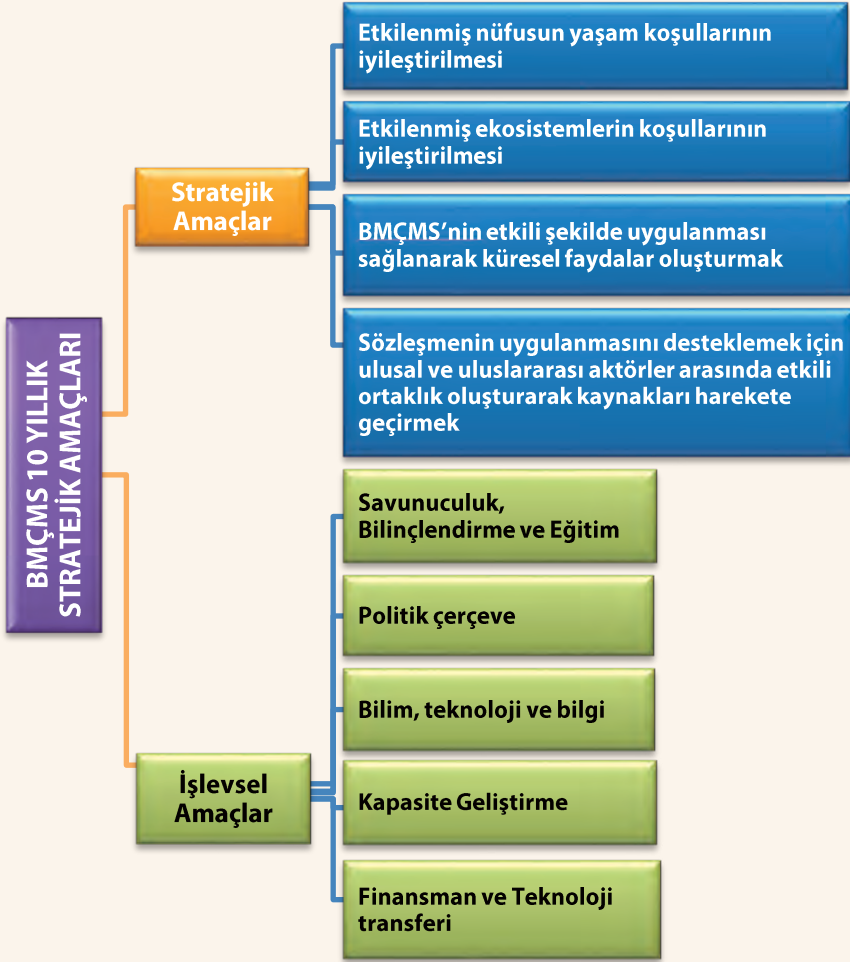 BMÇMS 10 YILLIK
STRATEJİK AMAÇLARI
Stratejik
Amaçlar
Etkilenmiş nüfusun yaşam koşullarının
iyileştirilmesi
Etkilenmiş ekosistemlerin koşullarının
iyileştirilmesi
BMÇMS’nin etkili şekilde uygulanması
sağlanarak küresel faydalar oluşturmak
Sözleşmenin uygulanmasını desteklemek için
ulusal ve uluslararası aktörler arasında etkili
ortaklık oluşturarak kaynakları harekete
geçirmek
İşlevsel
Amaçlar
Savunuculuk,
Bilinçlendirme ve Eğitim
Politik çerçeve
Bilim, teknoloji ve bilgi
Kapasite Geliştirme
Finansman ve Teknoloji
transferi